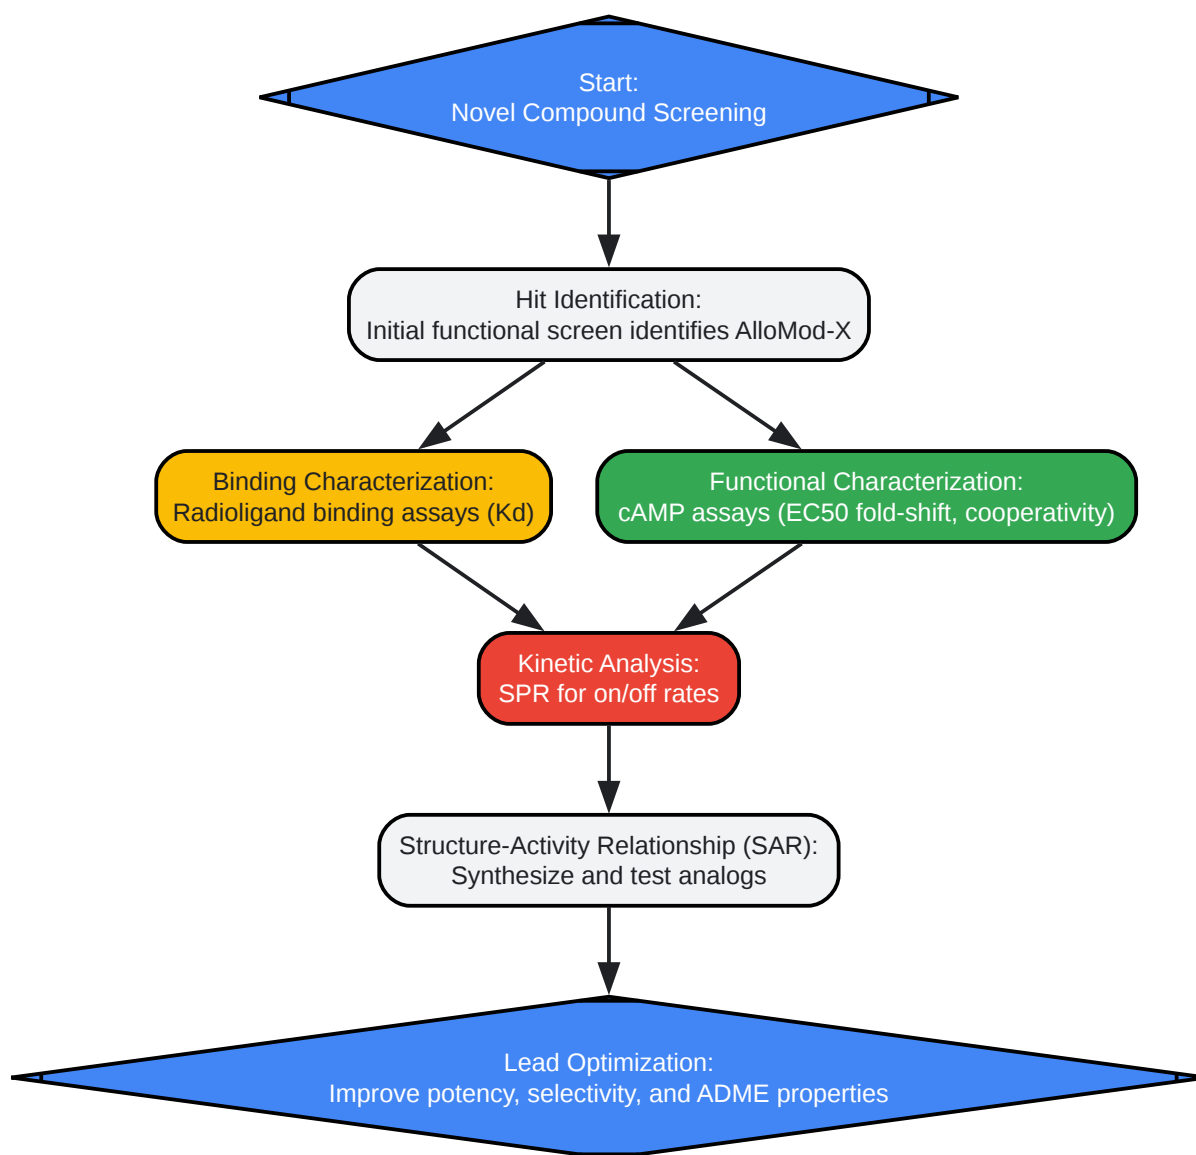 Start:
Novel Compound Screening
Hit Identification:
Initial functional screen identifies AlloMod-X
Binding Characterization:
Radioligand binding assays (Kd)
Functional Characterization:
cAMP assays (EC50 fold-shift, cooperativity)
Kinetic Analysis:
SPR for on/off rates
Structure-Activity Relationship (SAR):
Synthesize and test analogs
Lead Optimization:
Improve potency, selectivity, and ADME properties